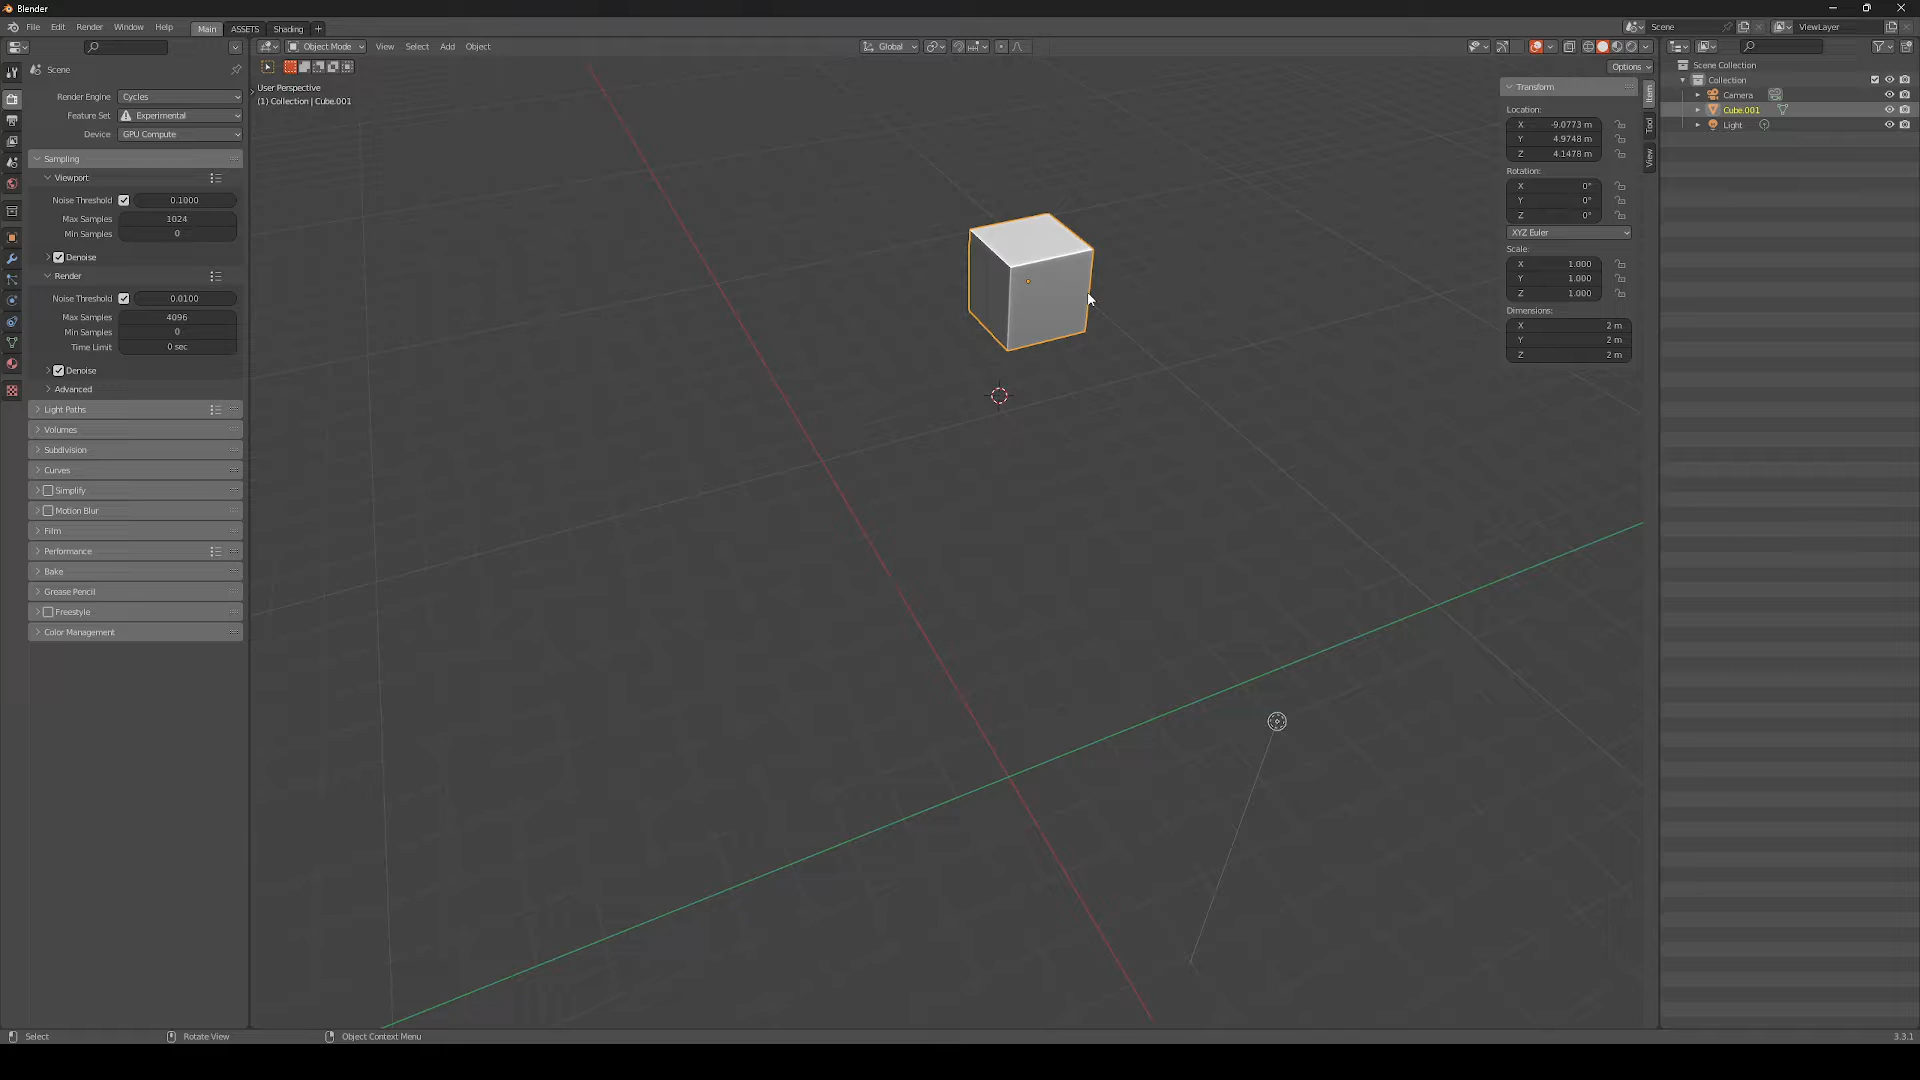 Blender
File Edit Render Window Help Main ASSETS Shading + Scene ViewLayer
Object Mode View Select Add Object Global
Options
User Perspective
(1) Collection | Cube.001
Scene
Render Engine Cycles
Feature Set Experimental
Device GPU Compute
Sampling
Viewport
Noise Threshold 0.1000
Max Samples 1024
Min Samples 0
Denoise
Render
Noise Threshold 0.0100
Max Samples 4096
Min Samples 0
Time Limit 0 sec
Denoise
Advanced
Light Paths
Volumes
Subdivision
Curves
Simplify
Motion Blur
Film
Performance
Bake
Grease Pencil
Freestyle
Color Management
Transform
Location:
X -9.0773 m
Y 4.9748 m
Z 4.1478 m
Rotation:
X 0°
Y 0°
Z 0°
XYZ Euler
Scale:
X 1.000
Y 1.000
Z 1.000
Dimensions:
X 2 m
Y 2 m
Z 2 m
Item
Tool
View
Scene Collection
Collection
Camera
Cube.001
Light
Select Rotate View Object Context Menu 3.3.1